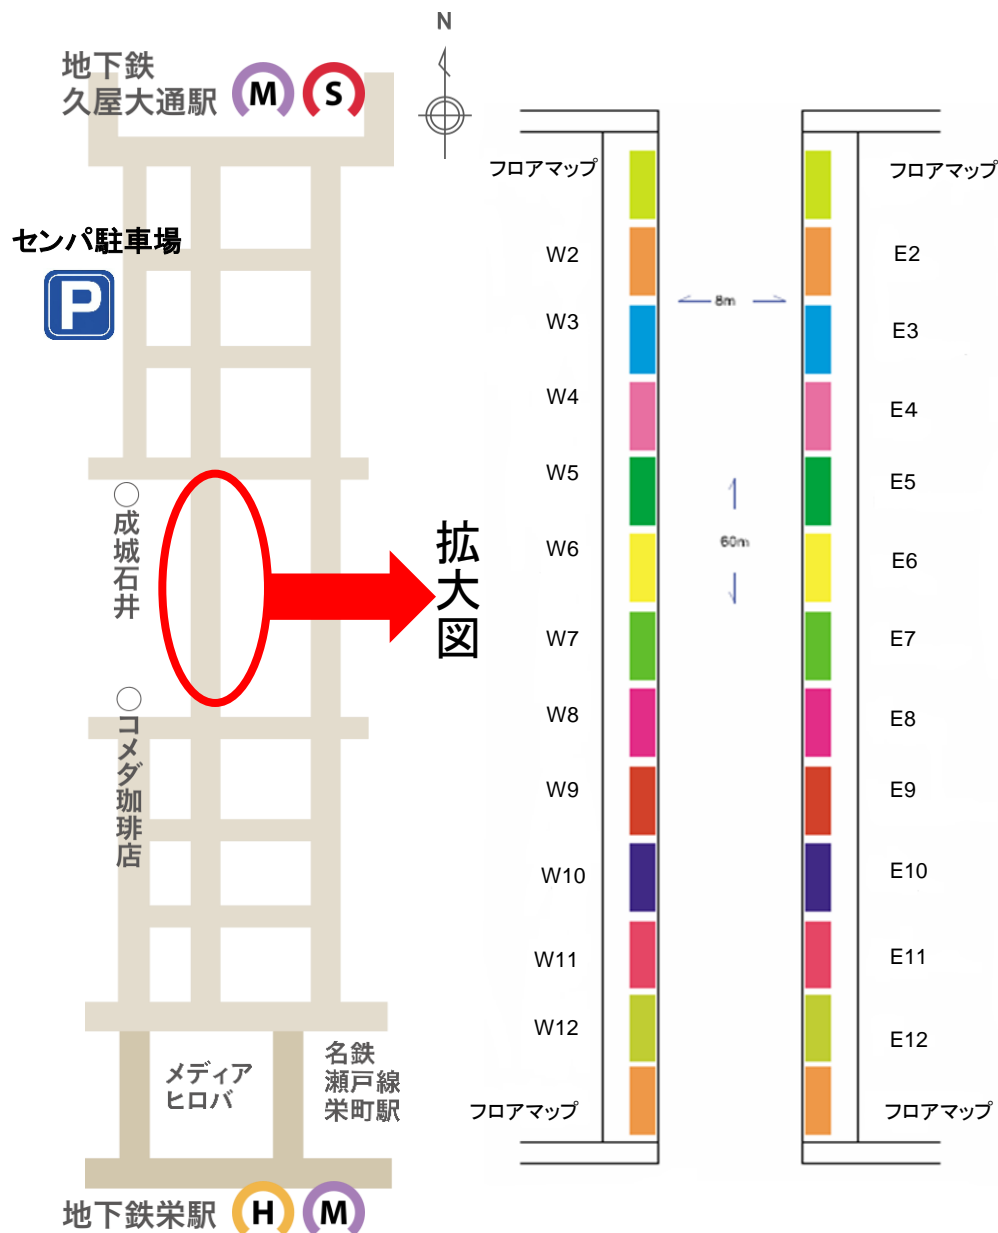 地下鉄
久屋大通駅
M
S
N
センパ駐車場
P
成城石井
コメダ珈琲店
拡大図
メディア
ヒロバ
名鉄
瀬戸線
栄町駅
地下鉄栄駅
H
M
フロアマップ
W2
W3
W4
W5
W6
W7
W8
W9
W10
W11
W12
フロアマップ
8m
60m
フロアマップ
E2
E3
E4
E5
E6
E7
E8
E9
E10
E11
E12
フロアマップ